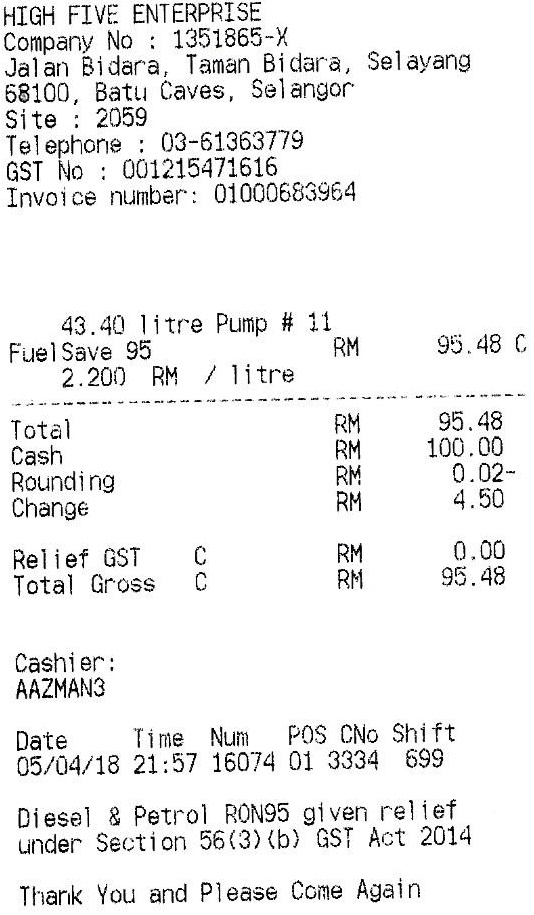 HIGH FIVE ENTERPRISE
Company No : 1351865-X
Jalan Bidara, Taman Bidara, Selayang
68100, Batu Caves, Selangor
Site : 2059
Telephone : 03-61363779
GST No : 001215471616
Invoice number: 01000683964
43.40 litre Pump # 11
FuelSave 95 RM 95.48 C
2.200 RM / litre
Total RM 95.48
Cash RM 100.00
Rounding RM 0.02-
Change RM 4.50
Relief GST C RM 0.00
Total Gross C RM 95.48
Cashier:
AAZMAN3
Date Time Num POS CNo Shift
05/04/18 21:57 16074 01 3334 699
Diesel & Petrol RON95 given relief
under Section 56(3)(b) GST Act 2014
Thank You and Please Come Again